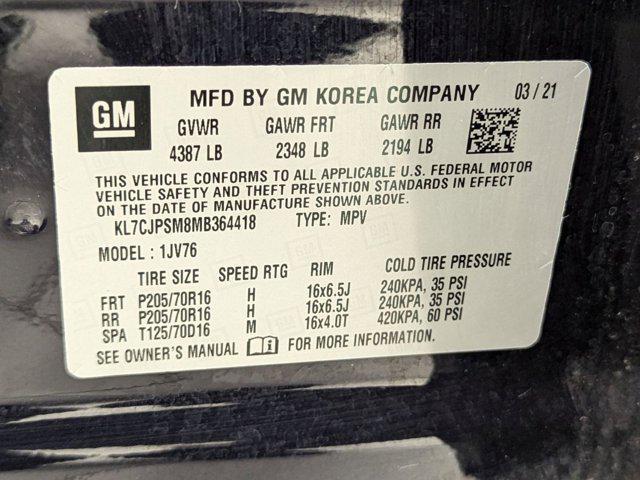 GM MFD BY GM KOREA COMPANY 03/21
GVWR GAWR FRT GAWR RR
4387 LB 2348 LB 2194 LB
THIS VEHICLE CONFORMS TO ALL APPLICABLE U.S. FEDERAL MOTOR
VEHICLE SAFETY AND THEFT PREVENTION STANDARDS IN EFFECT
ON THE DATE OF MANUFACTURE SHOWN ABOVE.
KL7CJPSM8MB364418 TYPE: MPV
MODEL : 1JV76
TIRE SIZE SPEED RTG RIM COLD TIRE PRESSURE
FRT P205/70R16 H 16x6.5J 240KPA, 35 PSI
RR P205/70R16 H 16x6.5J 240KPA, 35 PSI
SPA T125/70D16 M 16x4.0T 420KPA, 60 PSI
SEE OWNER'S MANUAL FOR MORE INFORMATION.